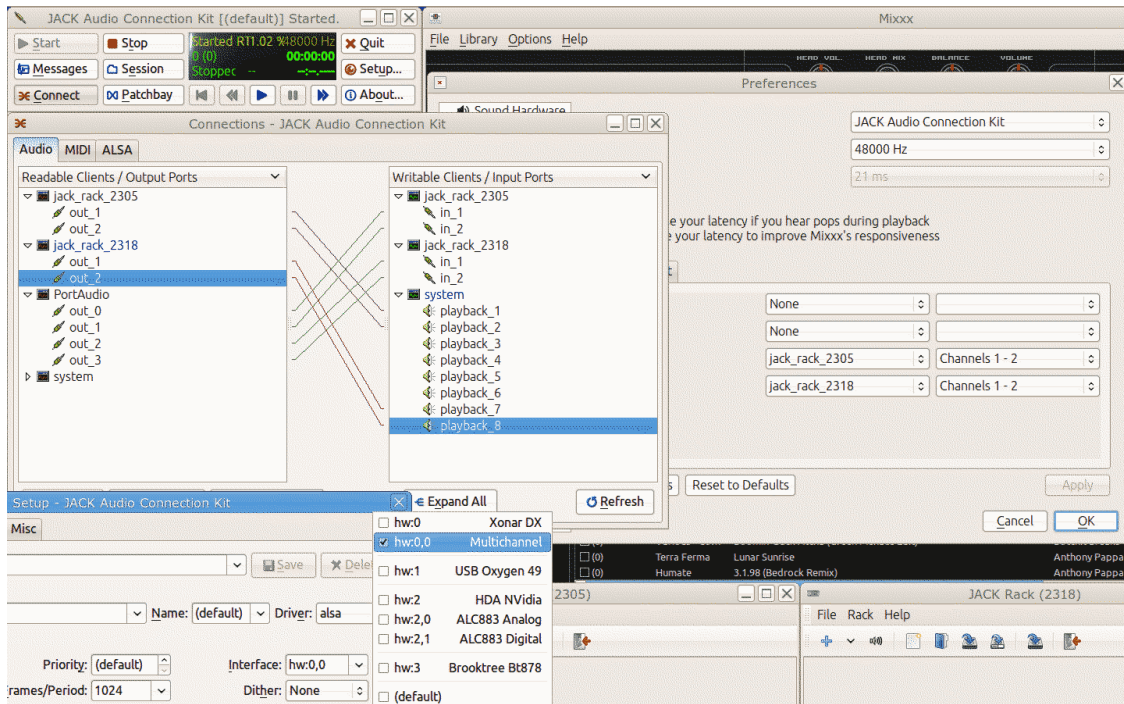 JACK Audio Connection Kit [(default)] Started.
Start Stop Started RT1.02 %48000 Hz Quit
0 (0) 00:00:00
Messages Session Stopped -- --:--.---- Setup...
Connect Patchbay About...
Mixxx
File Library Options Help
HEAD VOL. HEAD MIX BALANCE VOLUME
Preferences
Sound Hardware
JACK Audio Connection Kit
48000 Hz
21 ms
e your latency if you hear pops during playback
e your latency to improve Mixxx's responsiveness
None
None
jack_rack_2305 Channels 1 - 2
jack_rack_2318 Channels 1 - 2
Reset to Defaults Apply
Cancel OK
Connections - JACK Audio Connection Kit
Audio MIDI ALSA
Readable Clients / Output Ports
jack_rack_2305
out_1
out_2
jack_rack_2318
out_1
out_2
PortAudio
out_0
out_1
out_2
out_3
system
Writable Clients / Input Ports
jack_rack_2305
in_1
in_2
jack_rack_2318
in_1
in_2
system
playback_1
playback_2
playback_3
playback_4
playback_5
playback_6
playback_7
playback_8
Expand All Refresh
Setup - JACK Audio Connection Kit
Misc
Save Dele
Name: (default) Driver: alsa
Priority: (default) Interface: hw:0,0
rames/Period: 1024 Dither: None
hw:0 Xonar DX
hw:0,0 Multichannel
hw:1 USB Oxygen 49
hw:2 HDA NVidia
hw:2,0 ALC883 Analog
hw:2,1 ALC883 Digital
hw:3 Brooktree Bt878
(default)
(0) Terra Ferma Lunar Sunrise Anthony Pappa
(0) Humate 3.1.98 (Bedrock Remix) Anthony Pappa
2305)
JACK Rack (2318)
File Rack Help